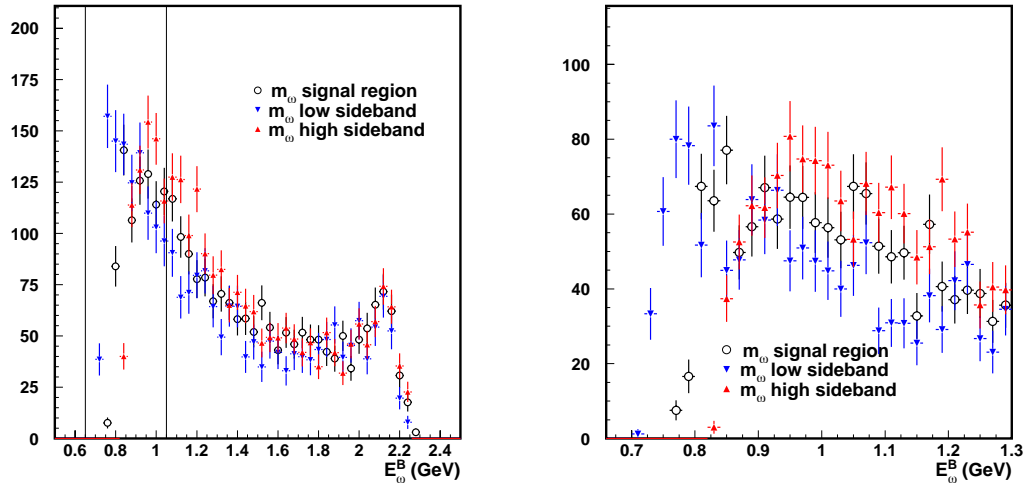 200
175
150
125
100
75
50
25
0
m_ω signal region
m_ω low sideband
m_ω high sideband
0.6 0.8 1 1.2 1.4 1.6 1.8 2 2.2 2.4
E_ω^B (GeV)
100
80
60
40
20
0
m_ω signal region
m_ω low sideband
m_ω high sideband
0.7 0.8 0.9 1 1.1 1.2 1.3
E_ω^B (GeV)